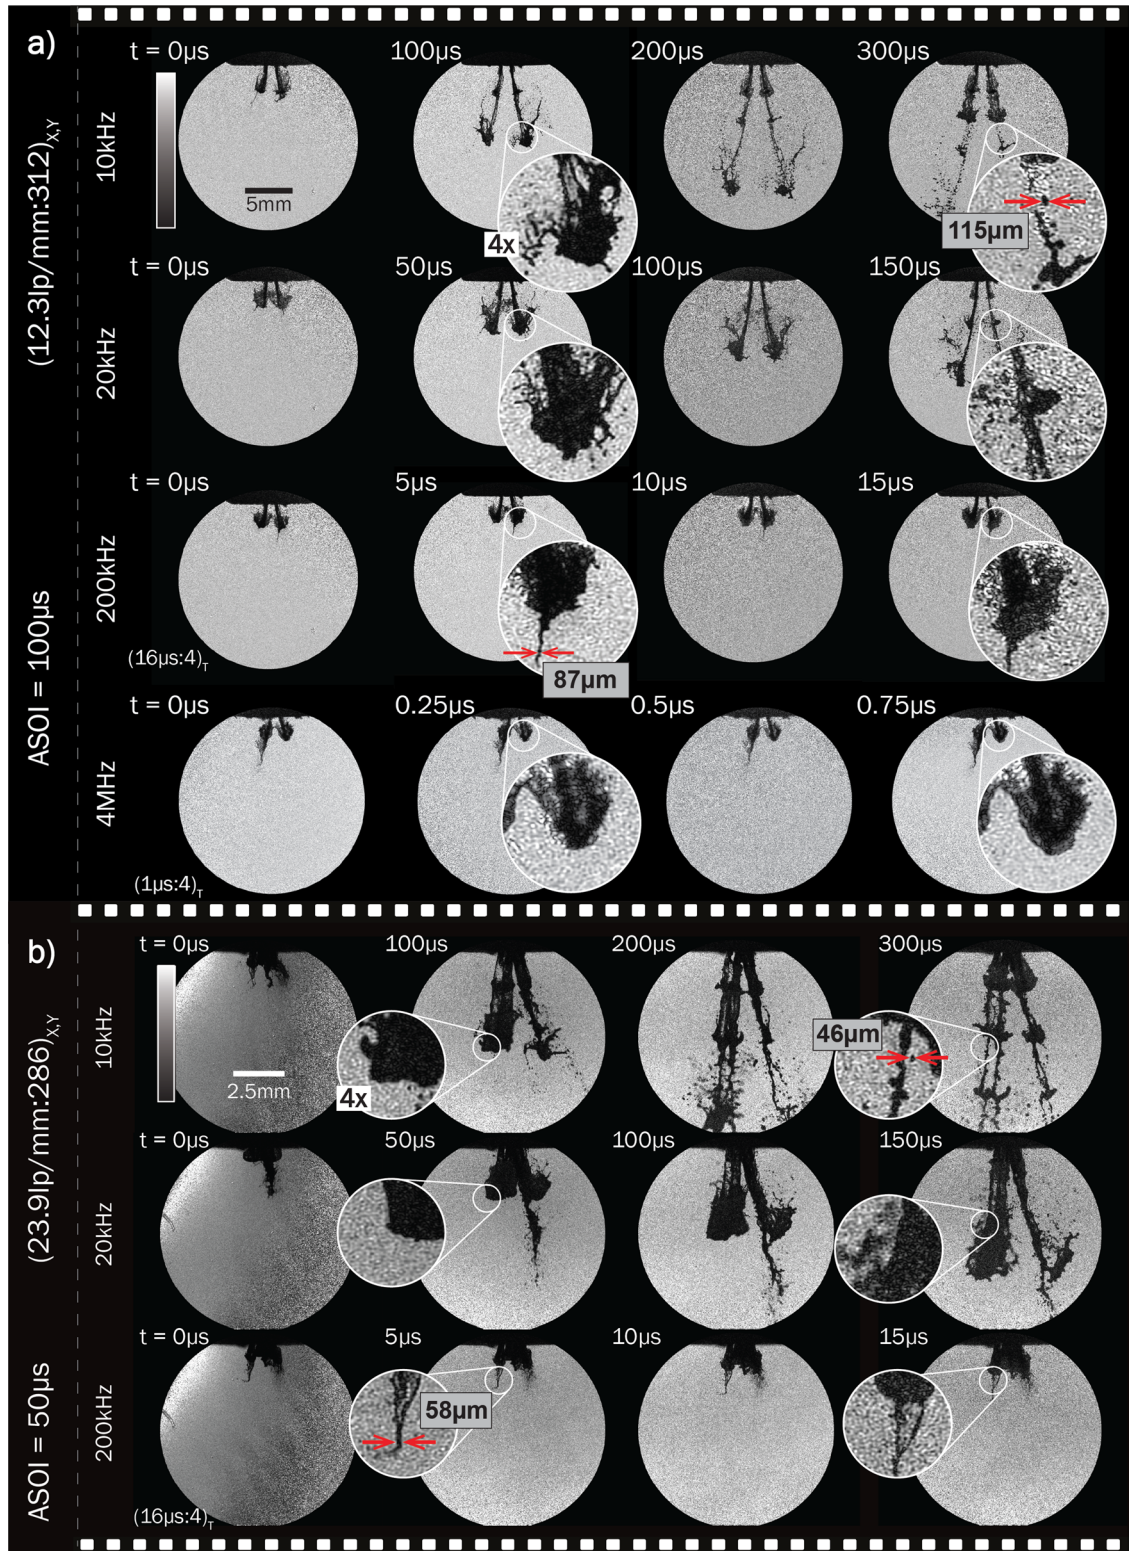 a)
(12.3lp/mm:312)X,Y
ASOI = 100µs
10kHz
t = 0µs
100µs
200µs
300µs
5mm
4x
115µm
20kHz
t = 0µs
50µs
100µs
150µs
200kHz
t = 0µs
5µs
10µs
15µs
(16µs:4)T
87µm
4MHz
t = 0µs
0.25µs
0.5µs
0.75µs
(1µs:4)T
b)
(23.9lp/mm:286)X,Y
ASOI = 50µs
10kHz
t = 0µs
100µs
200µs
300µs
2.5mm
4x
46µm
20kHz
t = 0µs
50µs
100µs
150µs
200kHz
t = 0µs
5µs
10µs
15µs
58µm
(16µs:4)T